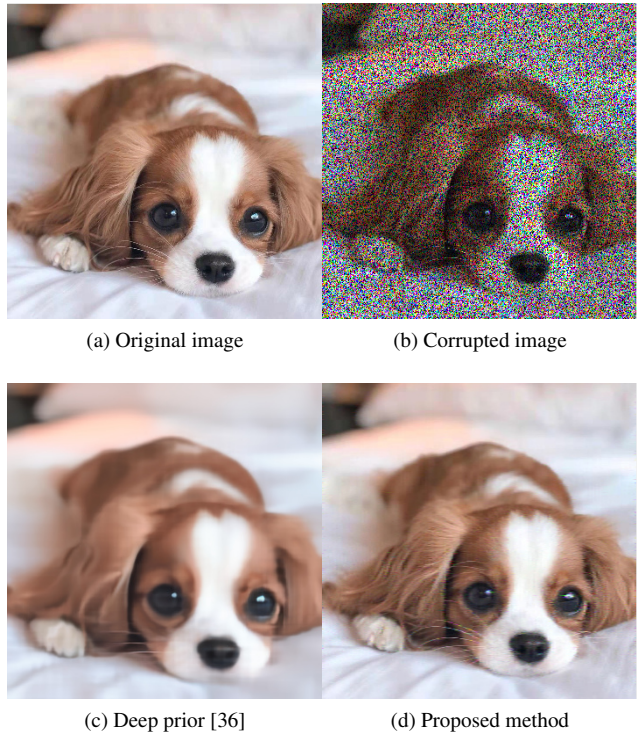 (a) Original image
(b) Corrupted image
(c) Deep prior [36]
(d) Proposed method